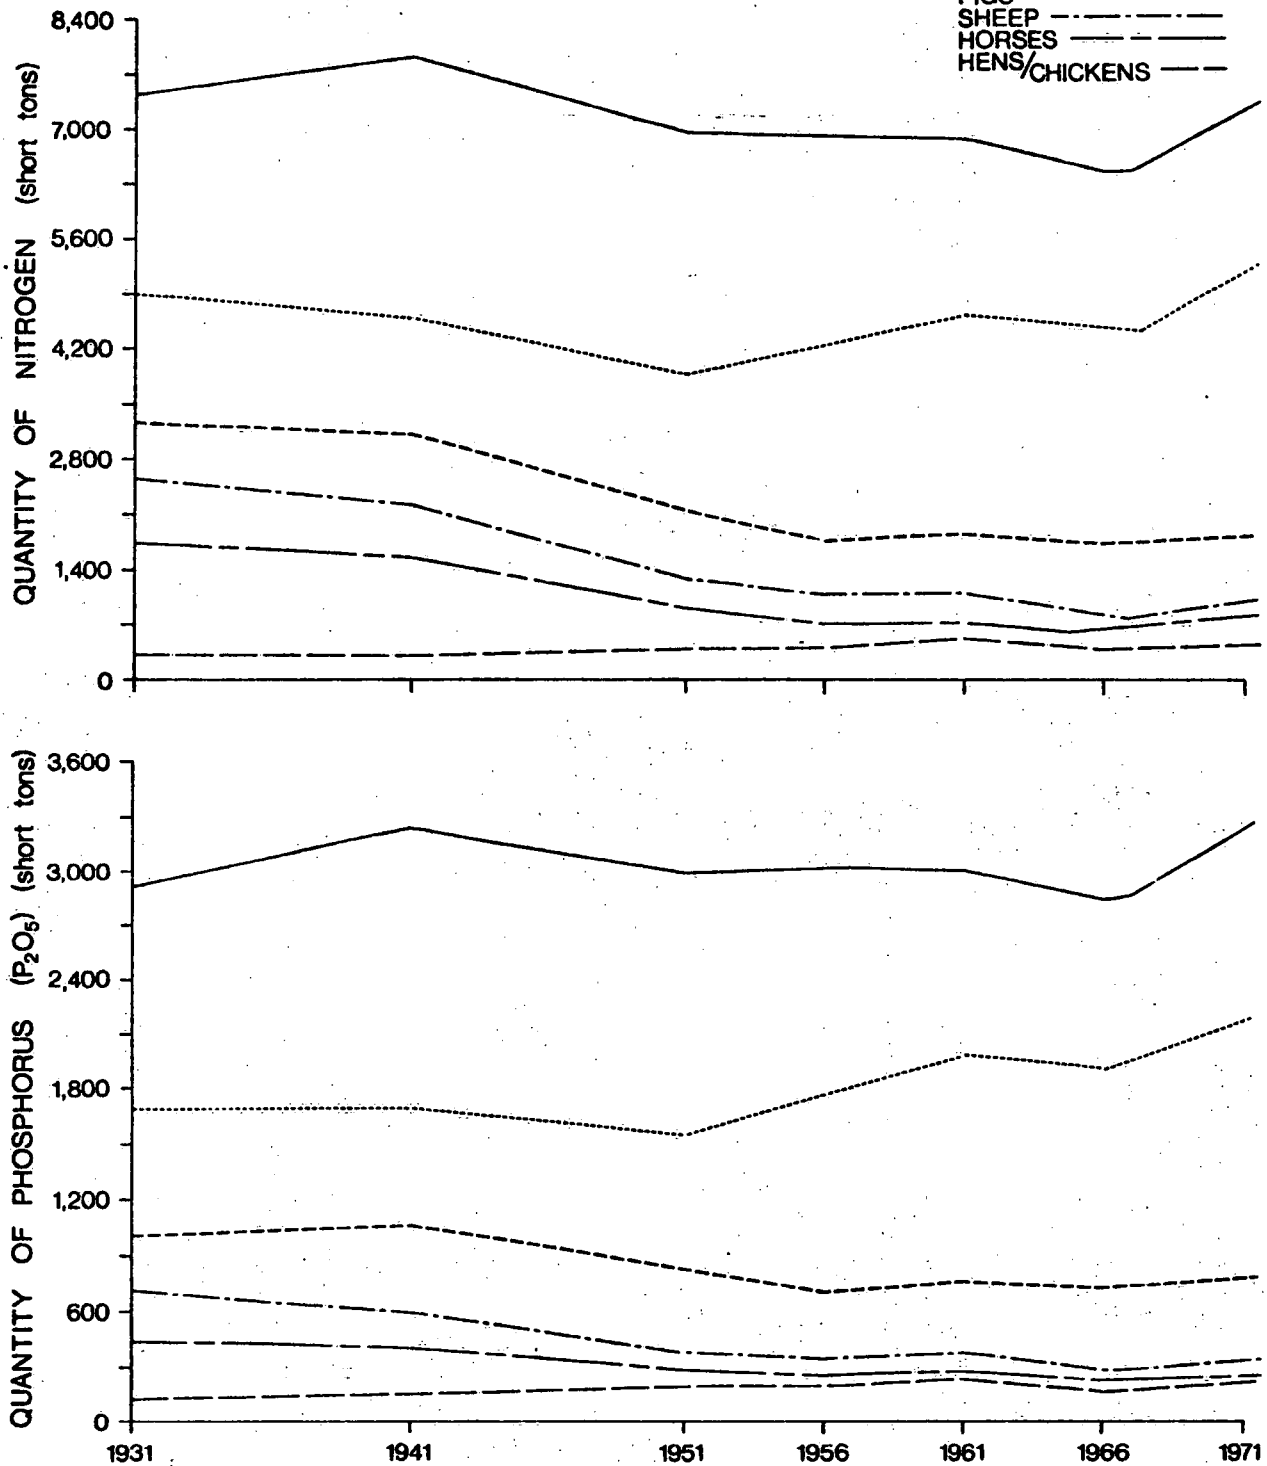 SHEEP
HORSES
HENS/CHICKENS
QUANTITY OF NITROGEN (short tons)
8,400
7,000
5,600
4,200
2,800
1,400
0
QUANTITY OF PHOSPHORUS (P₂O₅) (short tons)
3,600
3,000
2,400
1,800
1,200
600
0
1931 1941 1951 1956 1961 1966 1971